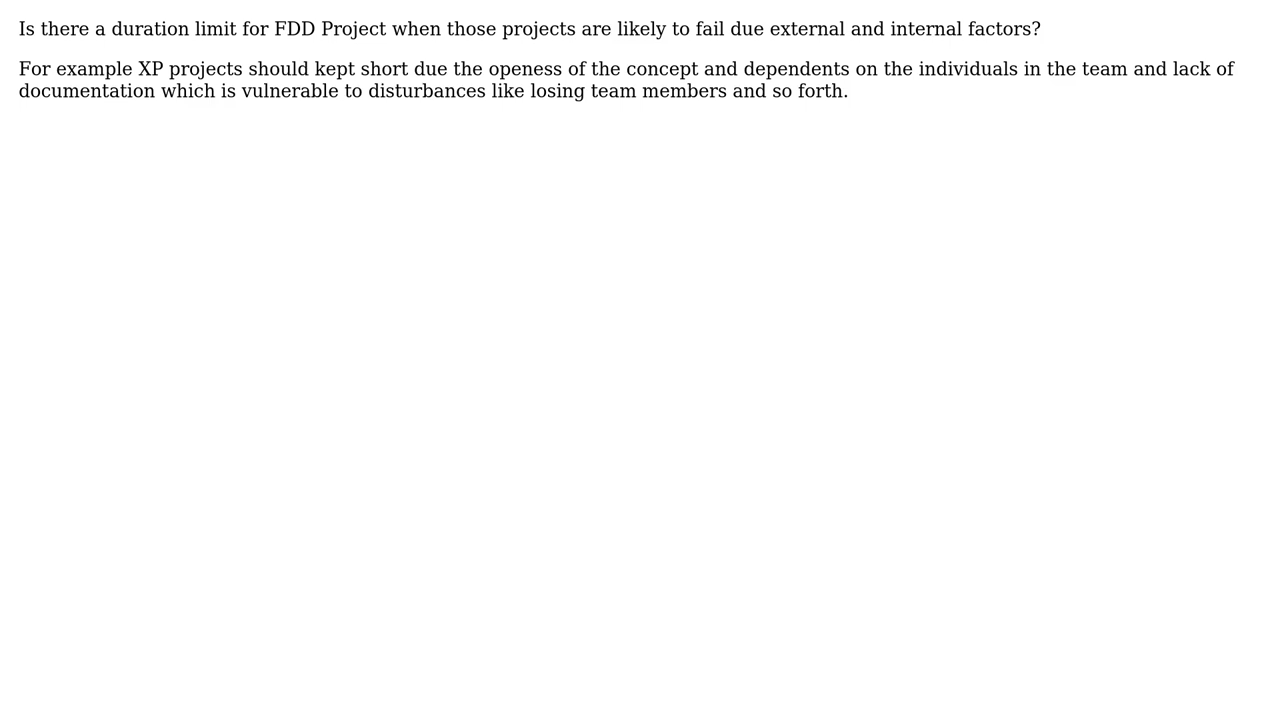 Is there a duration limit for FDD Project when those projects are likely to fail due external and internal factors?
For example XP projects should kept short due the openess of the concept and dependents on the individuals in the team and lack of
documentation which is vulnerable to disturbances like losing team members and so forth.